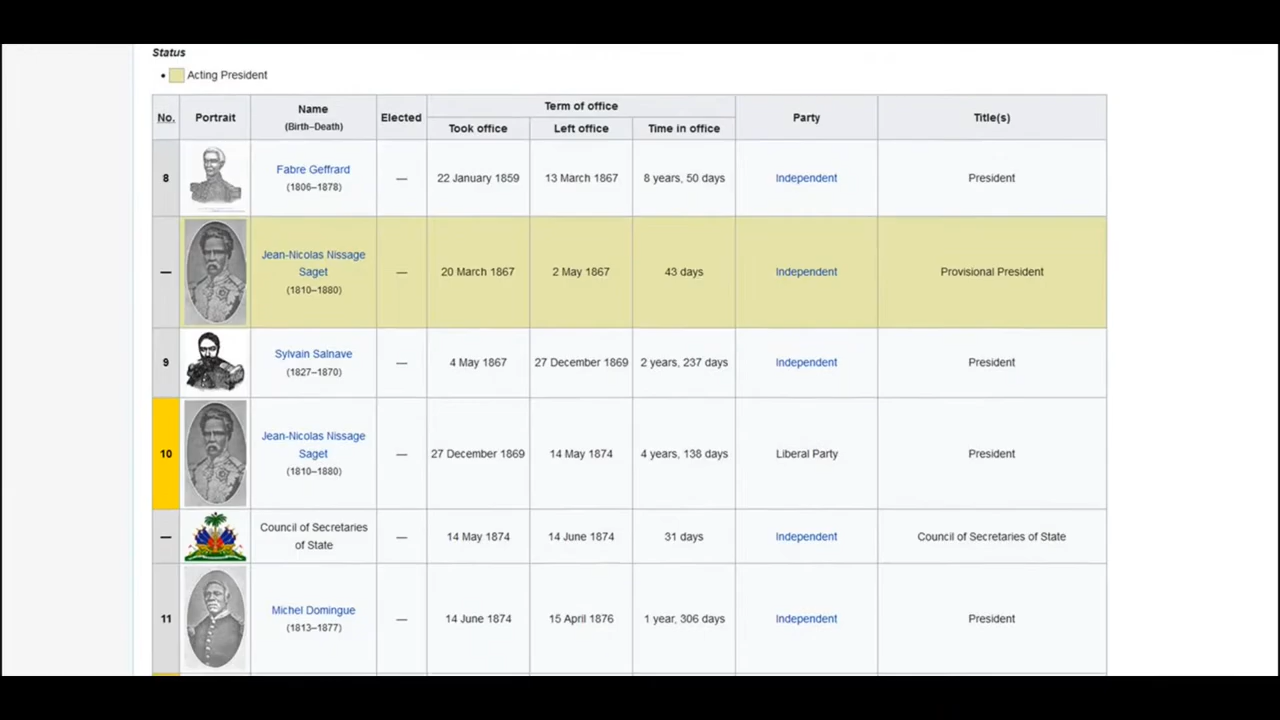 Status
• Acting President
No. Portrait Name (Birth–Death) Elected Term of office Took office Left office Time in office Party Title(s)
8 Fabre Geffrard (1806–1878) — 22 January 1859 13 March 1867 8 years, 50 days Independent President
— Jean-Nicolas Nissage Saget (1810–1880) — 20 March 1867 2 May 1867 43 days Independent Provisional President
9 Sylvain Salnave (1827–1870) — 4 May 1867 27 December 1869 2 years, 237 days Independent President
10 Jean-Nicolas Nissage Saget (1810–1880) — 27 December 1869 14 May 1874 4 years, 138 days Liberal Party President
— Council of Secretaries of State — 14 May 1874 14 June 1874 31 days Independent Council of Secretaries of State
11 Michel Domingue (1813–1877) — 14 June 1874 15 April 1876 1 year, 306 days Independent President